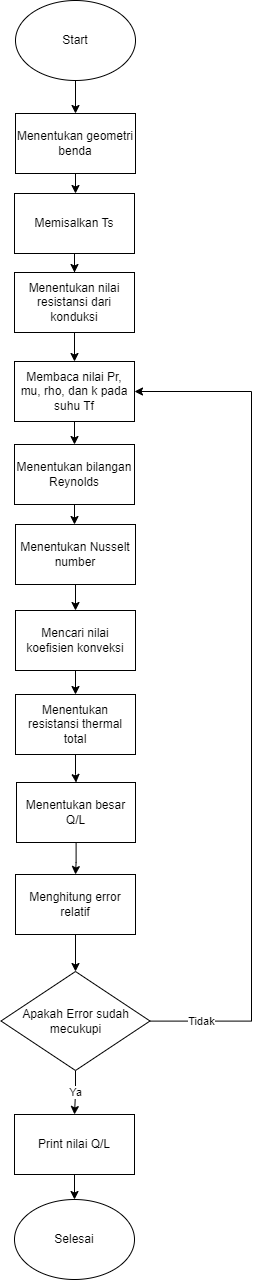 Start
Menentukan geometri
benda
Memisalkan Ts
Menentukan nilai
resistansi dari
konduksi
Membaca nilai Pr,
mu, rho, dan k pada
suhu Tf
Menentukan bilangan
Reynolds
Menentukan Nusselt
number
Mencari nilai
koefisien konveksi
Menentukan
resistansi thermal
total
Menentukan besar
Q/L
Menghitung error
relatif
Apakah Error sudah
mecukupi
Tidak
Ya
Print nilai Q/L
Selesai